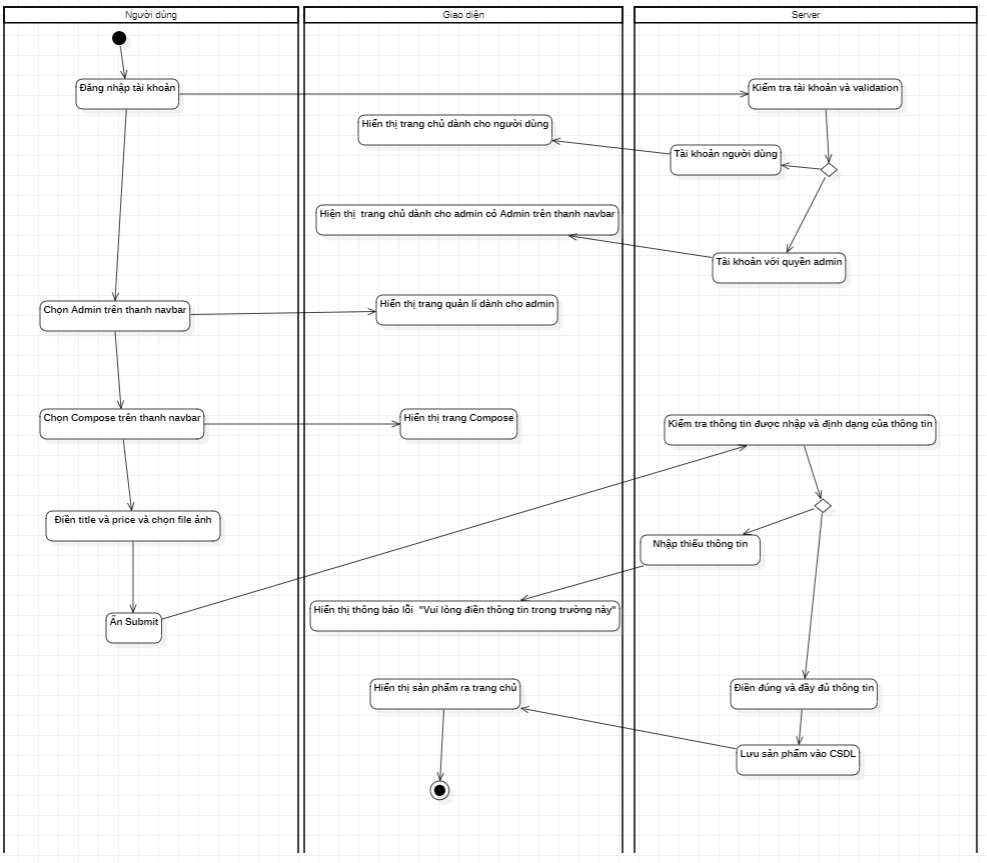 Người dùng
Giao diện
Server
Đăng nhập tài khoản
Kiểm tra tài khoản và validation
Hiển thị trang chủ dành cho người dùng
Tài khoản người dùng
Hiện thị  trang chủ dành cho admin có Admin trên thanh navbar
Tài khoản với quyền admin
Chọn Admin trên thanh navbar
Hiển thị trang quản lí dành cho admin
Chọn Compose trên thanh navbar
Hiển thị trang Compose
Kiểm tra thông tin được nhập và định dạng của thông tin
Điền title và price và chọn file ảnh
Nhập thiếu thông tin
Hiển thị thông báo lỗi  "Vui lòng điền thông tin trong trường này"
Ấn Submit
Hiển thị sản phẩm ra trang chủ
Điền đúng và đầy đủ thông tin
Lưu sản phẩm vào CSDL